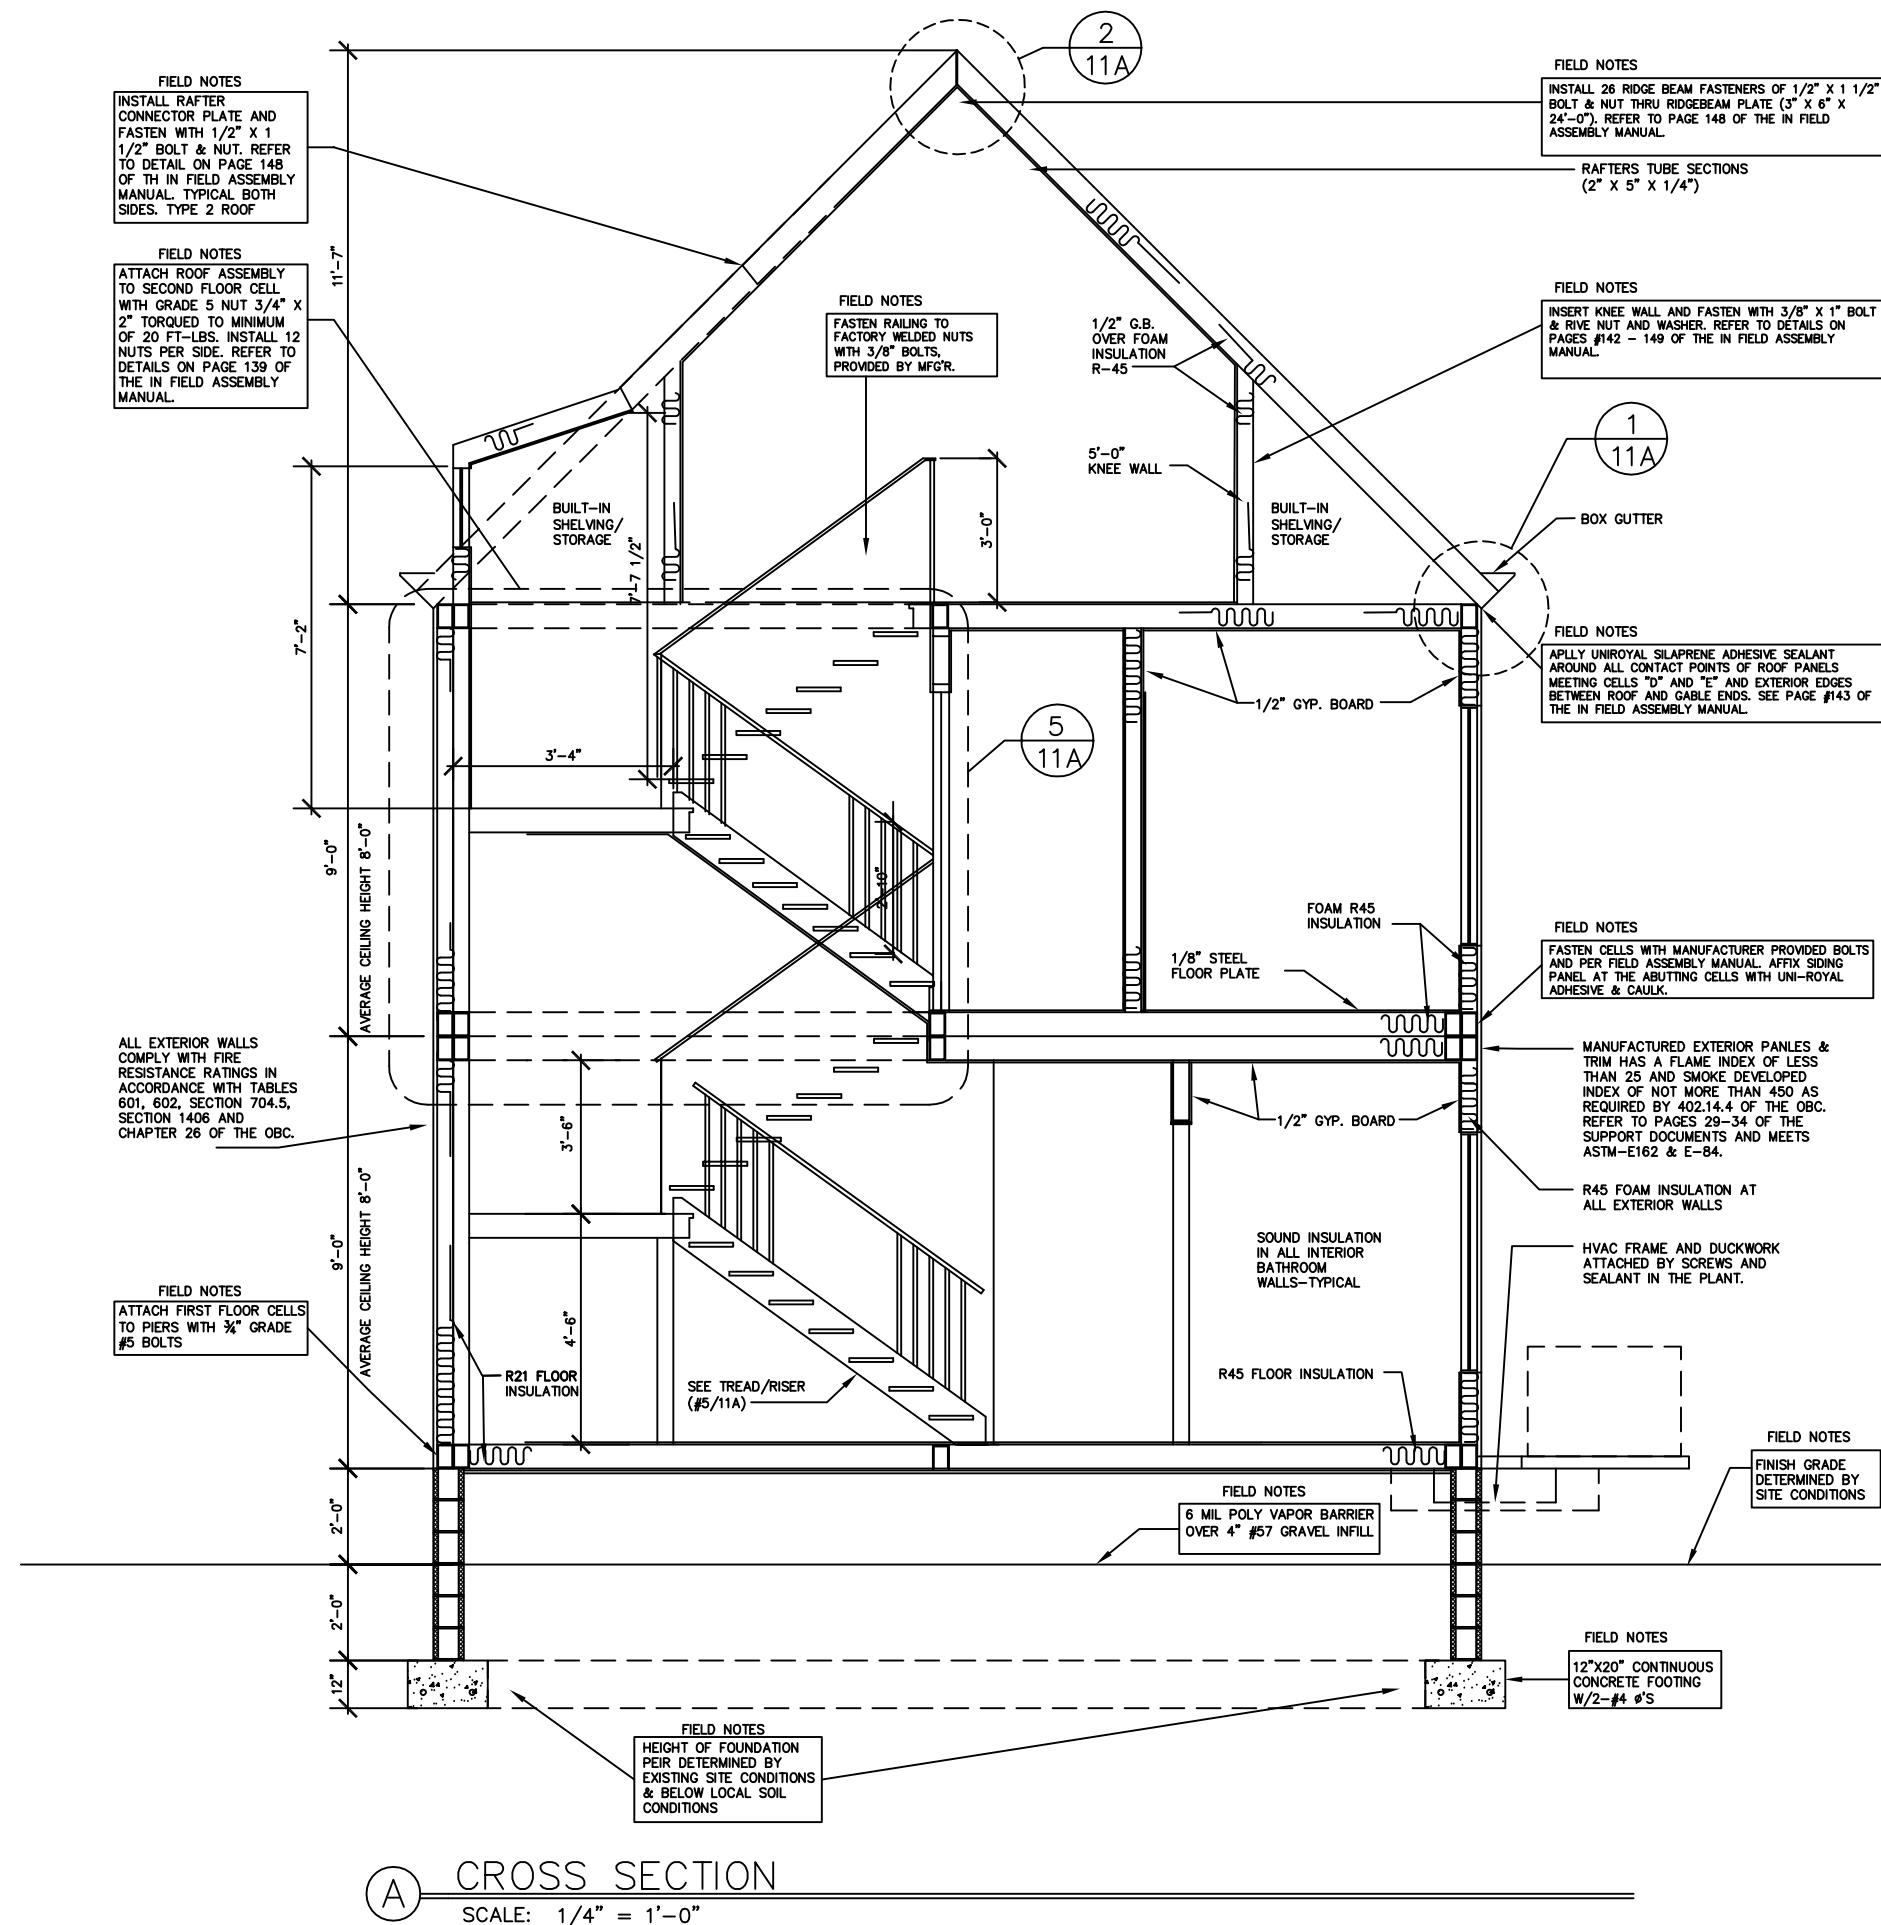 2
11A
FIELD NOTES
INSTALL RAFTER
CONNECTOR PLATE AND
FASTEN WITH 1/2" X 1
1/2" BOLT & NUT. REFER
TO DETAIL ON PAGE 148
OF TH IN FIELD ASSEMBLY
MANUAL. TYPICAL BOTH
SIDES. TYPE 2 ROOF
FIELD NOTES
INSTALL 26 RIDGE BEAM FASTENERS OF 1/2" X 1 1/2"
BOLT & NUT THRU RIDGEBEAM PLATE (3" X 6" X
24'-0"). REFER TO PAGE 148 OF THE IN FIELD
ASSEMBLY MANUAL.
RAFTERS TUBE SECTIONS
(2" X 5" X 1/4")
FIELD NOTES
ATTACH ROOF ASSEMBLY
TO SECOND FLOOR CELL
WITH GRADE 5 NUT 3/4" X
2" TORQUED TO MINIMUM
OF 20 FT-LBS. INSTALL 12
NUTS PER SIDE. REFER TO
DETAILS ON PAGE 139 OF
THE IN FIELD ASSEMBLY
MANUAL.
11'-7"
FIELD NOTES
FASTEN RAILING TO
FACTORY WELDED NUTS
WITH 3/8" BOLTS,
PROVIDED BY MFG'R.
1/2" G.B.
OVER FOAM
INSULATION
R-45
FIELD NOTES
INSERT KNEE WALL AND FASTEN WITH 3/8" X 1" BOLT
& RIVE NUT AND WASHER. REFER TO DETAILS ON
PAGES #142 - 149 OF THE IN FIELD ASSEMBLY
MANUAL.
1
11A
5'-0"
KNEE WALL
BUILT-IN
SHELVING/
STORAGE
7'-7 1/2"
3'-0"
BUILT-IN
SHELVING/
STORAGE
BOX GUTTER
7'-2"
FIELD NOTES
APLLY UNIROYAL SILAPRENE ADHESIVE SEALANT
AROUND ALL CONTACT POINTS OF ROOF PANELS
MEETING CELLS "D" AND "E" AND EXTERIOR EDGES
BETWEEN ROOF AND GABLE ENDS. SEE PAGE #143 OF
THE IN FIELD ASSEMBLY MANUAL.
1/2" GYP. BOARD
5
11A
3'-4"
9'-0"
AVERAGE CEILING HEIGHT 8'-0"
2'-10"
FOAM R45
INSULATION
1/8" STEEL
FLOOR PLATE
FIELD NOTES
FASTEN CELLS WITH MANUFACTURER PROVIDED BOLTS
AND PER FIELD ASSEMBLY MANUAL. AFFIX SIDING
PANEL AT THE ABUTTING CELLS WITH UNI-ROYAL
ADHESIVE & CAULK.
ALL EXTERIOR WALLS
COMPLY WITH FIRE
RESISTANCE RATINGS IN
ACCORDANCE WITH TABLES
601, 602, SECTION 704.5,
SECTION 1406 AND
CHAPTER 26 OF THE OBC.
MANUFACTURED EXTERIOR PANLES &
TRIM HAS A FLAME INDEX OF LESS
THAN 25 AND SMOKE DEVELOPED
INDEX OF NOT MORE THAN 450 AS
REQUIRED BY 402.14.4 OF THE OBC.
REFER TO PAGES 29-34 OF THE
SUPPORT DOCUMENTS AND MEETS
ASTM-E162 & E-84.
1/2" GYP. BOARD
3'-6"
R45 FOAM INSULATION AT
ALL EXTERIOR WALLS
9'-0"
AVERAGE CEILING HEIGHT 8'-0"
SOUND INSULATION
IN ALL INTERIOR
BATHROOM
WALLS-TYPICAL
HVAC FRAME AND DUCKWORK
ATTACHED BY SCREWS AND
SEALANT IN THE PLANT.
FIELD NOTES
ATTACH FIRST FLOOR CELLS
TO PIERS WITH ¾" GRADE
#5 BOLTS
4'-6"
R21 FLOOR
INSULATION
SEE TREAD/RISER
(#5/11A)
R45 FLOOR INSULATION
FIELD NOTES
FINISH GRADE
DETERMINED BY
SITE CONDITIONS
FIELD NOTES
6 MIL POLY VAPOR BARRIER
OVER 4" #57 GRAVEL INFILL
2'-0"
2'-0"
12"
FIELD NOTES
12"X20" CONTINUOUS
CONCRETE FOOTING
W/2-#4 ø'S
FIELD NOTES
HEIGHT OF FOUNDATION
PEIR DETERMINED BY
EXISTING SITE CONDITIONS
& BELOW LOCAL SOIL
CONDITIONS
A
CROSS SECTION
SCALE: 1/4" = 1'-0"